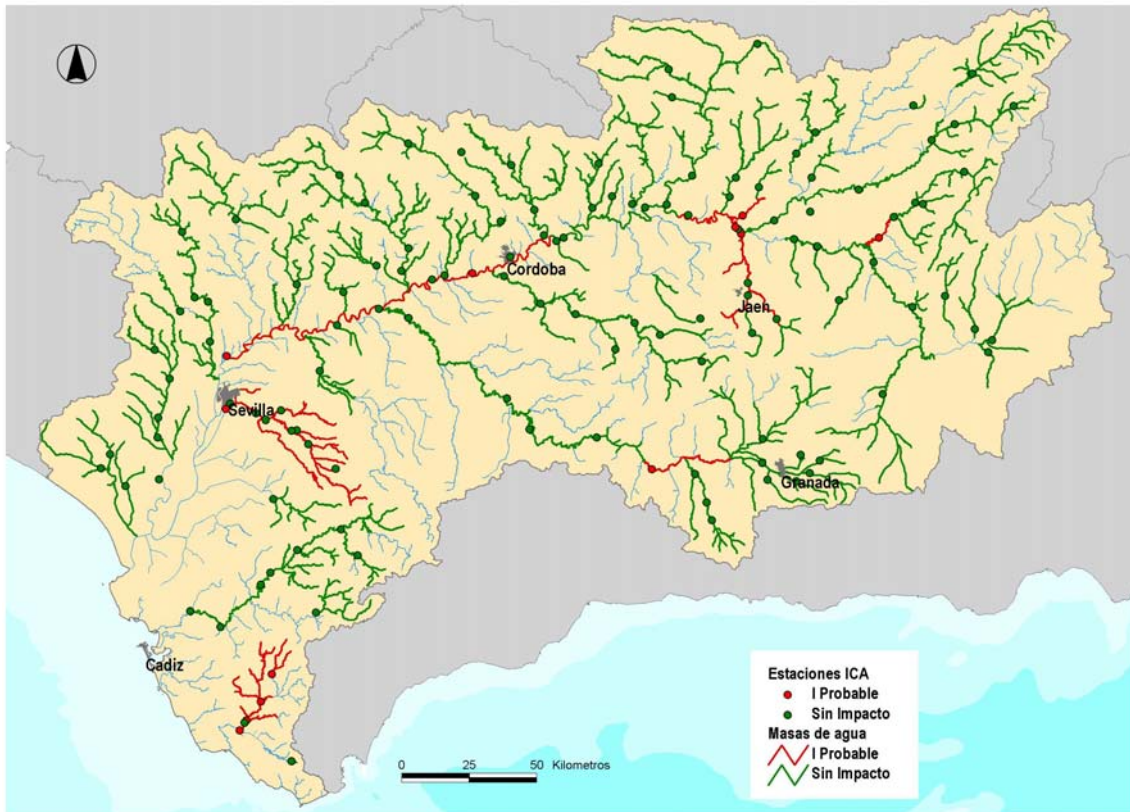 Cordoba
Jaen
Sevilla
Granada
Cadiz
Estaciones ICA
I Probable
Sin Impacto
Masas de agua
I Probable
Sin Impacto
0 25 50 Kilometros